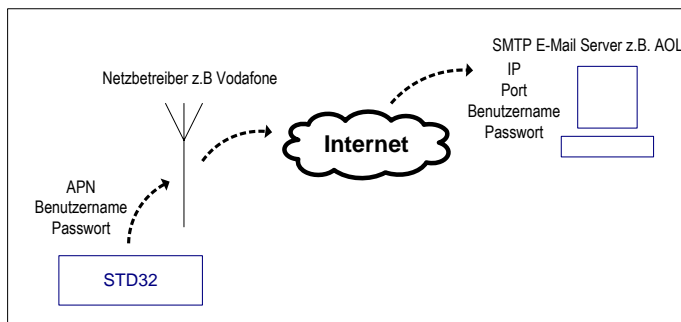 SMTP E-Mail Server z.B. AOL
IP
Port
Benutzername
Passwort
Netzbetreiber z.B Vodafone
Internet
APN
Benutzername
Passwort
STD32